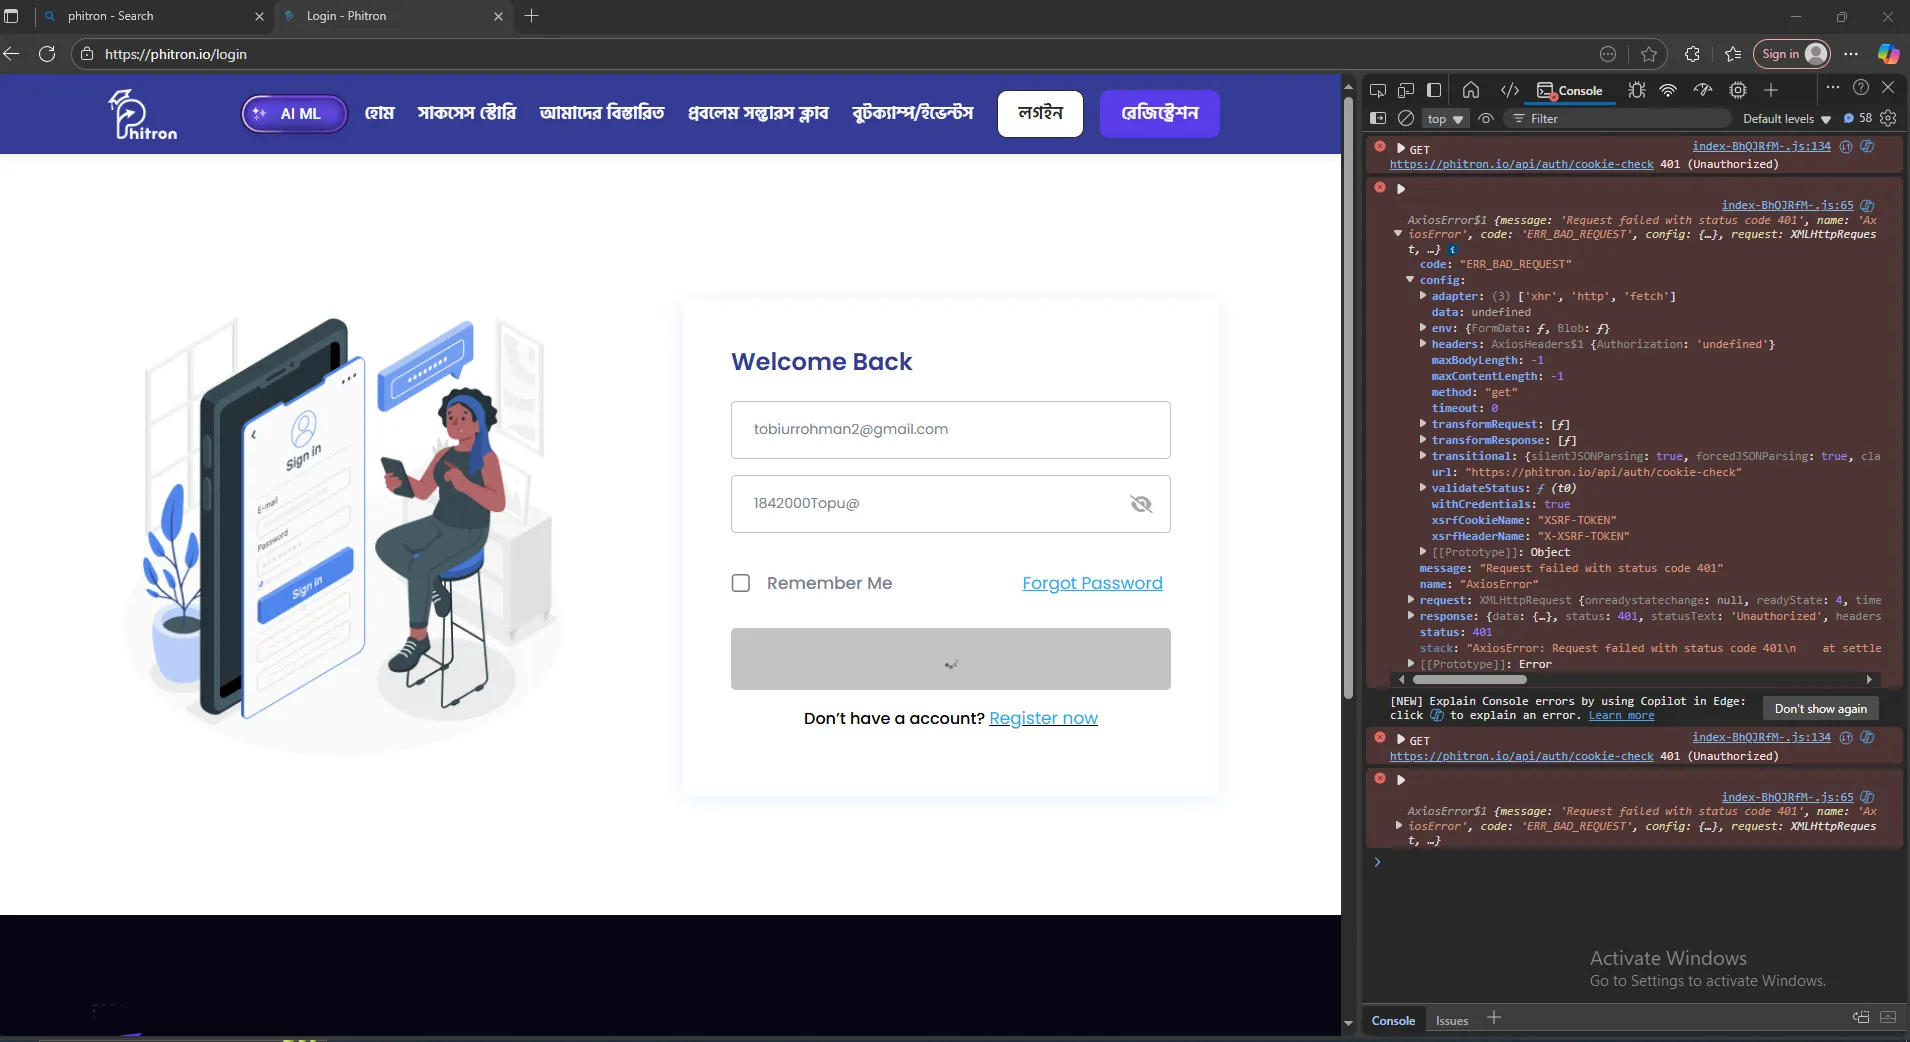 phitron - Search
Login - Phitron
https://phitron.io/login
Sign in
Phitron
AI ML
হোম
সাকসেস স্টোরি
আমাদের বিস্তারিত
প্রবলেম সল্ভারস ক্লাব
বুটক্যাম্প/ইভেন্টস
লগইন
রেজিস্ট্রেশন
Sign in
E-mail
Password
Sign in
Welcome Back
tobiurrohman2@gmail.com
1842000Topu@
Remember Me
Forgot Password
Don’t have a account? Register now
Console
top
Filter
Default levels
58
GET
index-BhQJRfM-.js:134
https://phitron.io/api/auth/cookie-check 401 (Unauthorized)
index-BhQJRfM-.js:65
AxiosError$1 {message: 'Request failed with status code 401', name: 'Ax
iosError', code: 'ERR_BAD_REQUEST', config: {…}, request: XMLHttpReques
t, …}
code: "ERR_BAD_REQUEST"
config:
adapter: (3) ['xhr', 'http', 'fetch']
data: undefined
env: {FormData: ƒ, Blob: ƒ}
headers: AxiosHeaders$1 {Authorization: 'undefined'}
maxBodyLength: -1
maxContentLength: -1
method: "get"
timeout: 0
transformRequest: [ƒ]
transformResponse: [ƒ]
transitional: {silentJSONParsing: true, forcedJSONParsing: true, cla
url: "https://phitron.io/api/auth/cookie-check"
validateStatus: ƒ (t0)
withCredentials: true
xsrfCookieName: "XSRF-TOKEN"
xsrfHeaderName: "X-XSRF-TOKEN"
[[Prototype]]: Object
message: "Request failed with status code 401"
name: "AxiosError"
request: XMLHttpRequest {onreadystatechange: null, readyState: 4, time
response: {data: {…}, status: 401, statusText: 'Unauthorized', headers
status: 401
stack: "AxiosError: Request failed with status code 401\n    at settle
[[Prototype]]: Error
[NEW] Explain Console errors by using Copilot in Edge:
click to explain an error. Learn more
Don't show again
GET
index-BhQJRfM-.js:134
https://phitron.io/api/auth/cookie-check 401 (Unauthorized)
index-BhQJRfM-.js:65
AxiosError$1 {message: 'Request failed with status code 401', name: 'Ax
iosError', code: 'ERR_BAD_REQUEST', config: {…}, request: XMLHttpReques
t, …}
Activate Windows
Go to Settings to activate Windows.
Console
Issues